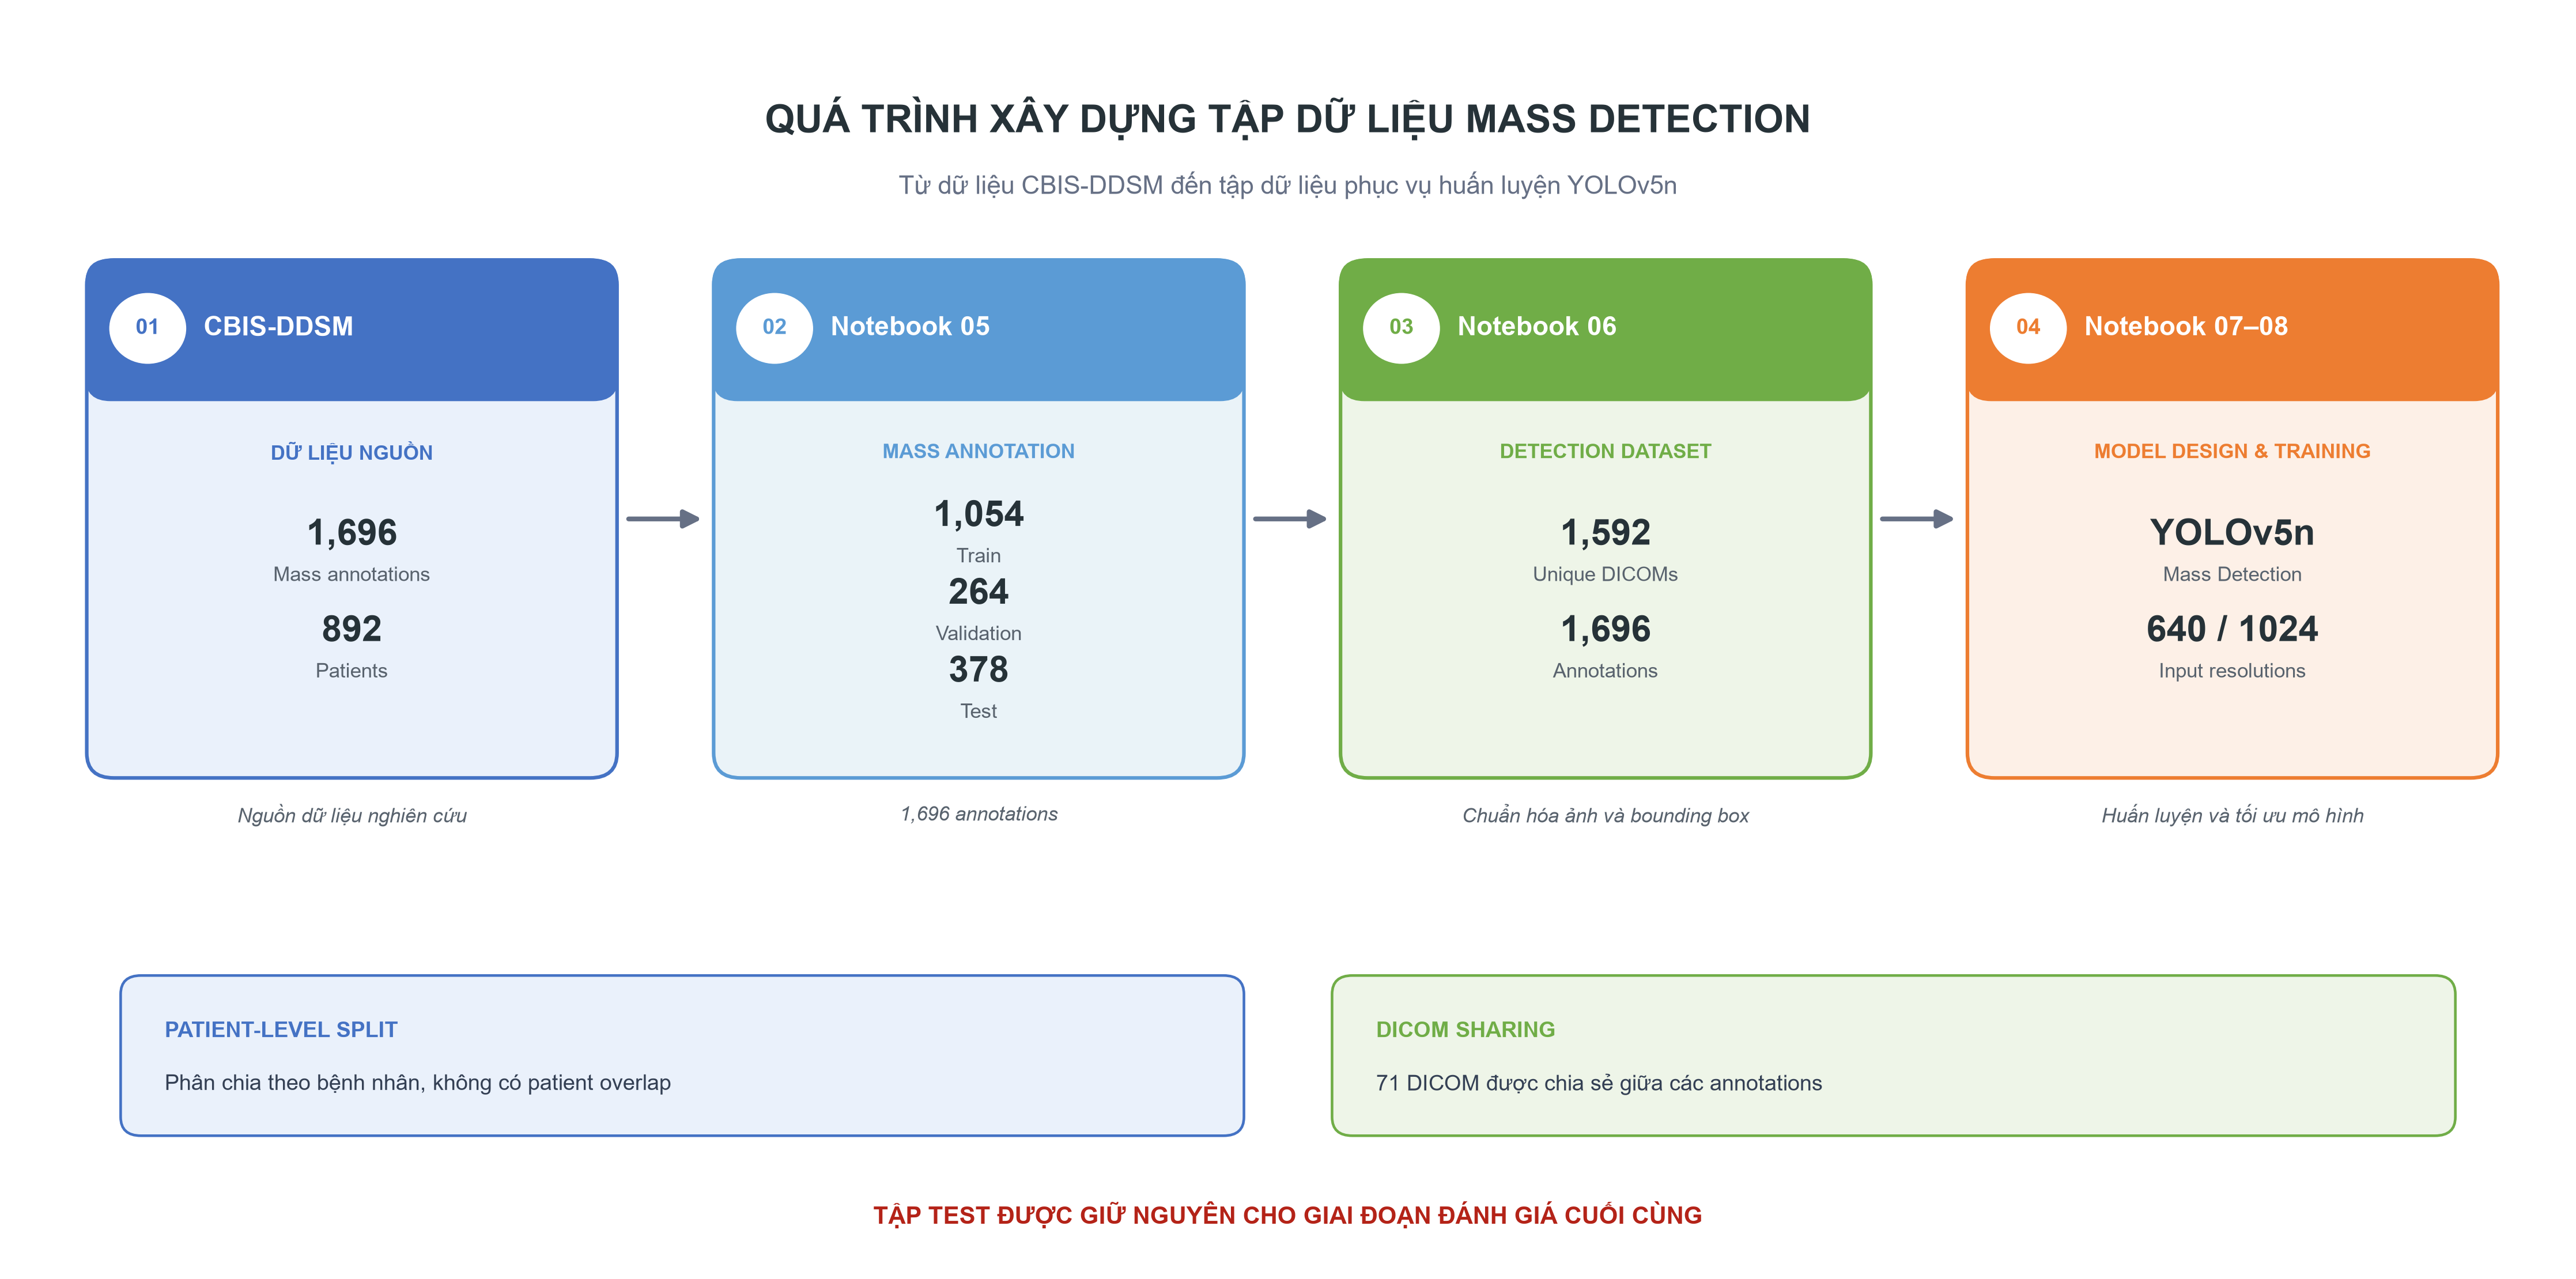 QUÁ TRÌNH XÂY DỰNG TẬP DỮ LIỆU MASS DETECTION
Từ dữ liệu CBIS-DDSM đến tập dữ liệu phục vụ huấn luyện YOLOv5n
01 CBIS-DDSM
DỮ LIỆU NGUỒN
1,696
Mass annotations
892
Patients
Nguồn dữ liệu nghiên cứu
02 Notebook 05
MASS ANNOTATION
1,054
Train
264
Validation
378
Test
1,696 annotations
03 Notebook 06
DETECTION DATASET
1,592
Unique DICOMs
1,696
Annotations
Chuẩn hóa ảnh và bounding box
04 Notebook 07–08
MODEL DESIGN & TRAINING
YOLOv5n
Mass Detection
640 / 1024
Input resolutions
Huấn luyện và tối ưu mô hình
PATIENT-LEVEL SPLIT
Phân chia theo bệnh nhân, không có patient overlap
DICOM SHARING
71 DICOM được chia sẻ giữa các annotations
TẬP TEST ĐƯỢC GIỮ NGUYÊN CHO GIAI ĐOẠN ĐÁNH GIÁ CUỐI CÙNG